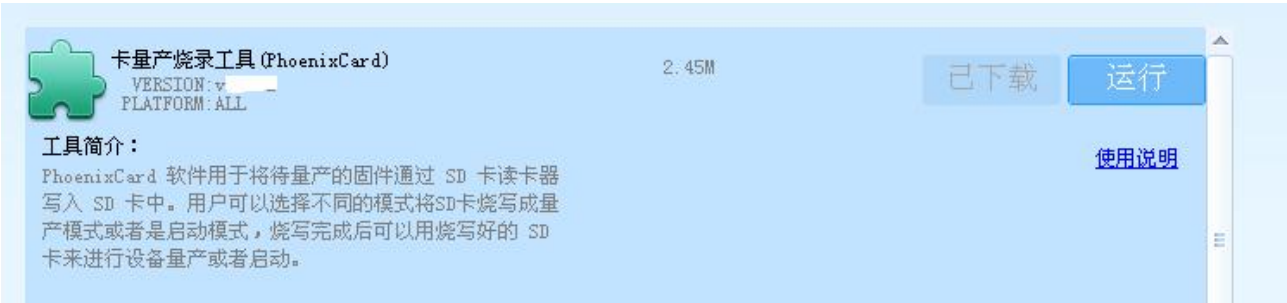 卡量产烧录工具(PhoenixCard)
2.45M
已下载
运行
VERSION:v
PLATFORM:ALL
工具简介：
使用说明
PhoenixCard 软件用于将待量产的固件通过 SD 卡读卡器
写入 SD 卡中。用户可以选择不同的模式将SD卡烧写成量
产模式或者是启动模式，烧写完成后可以用烧写好的 SD
卡来进行设备量产或者启动。